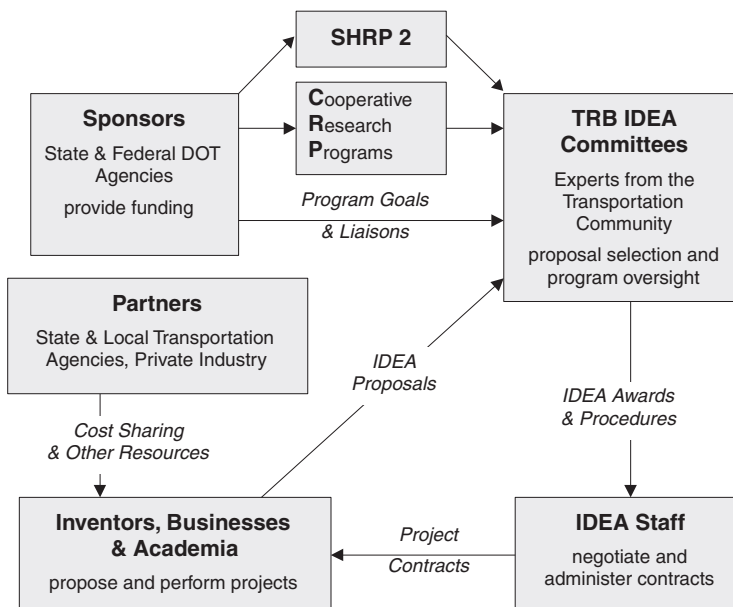 SHRP 2
Cooperative
Research
Programs
Sponsors
State & Federal DOT
Agencies
provide funding
TRB IDEA
Committees
Experts from the
Transportation
Community
proposal selection and
program oversight
Program Goals
& Liaisons
Partners
State & Local Transportation
Agencies, Private Industry
IDEA
Proposals
IDEA Awards
& Procedures
Cost Sharing
& Other Resources
Inventors, Businesses
& Academia
propose and perform projects
Project
Contracts
IDEA Staff
negotiate and
administer contracts